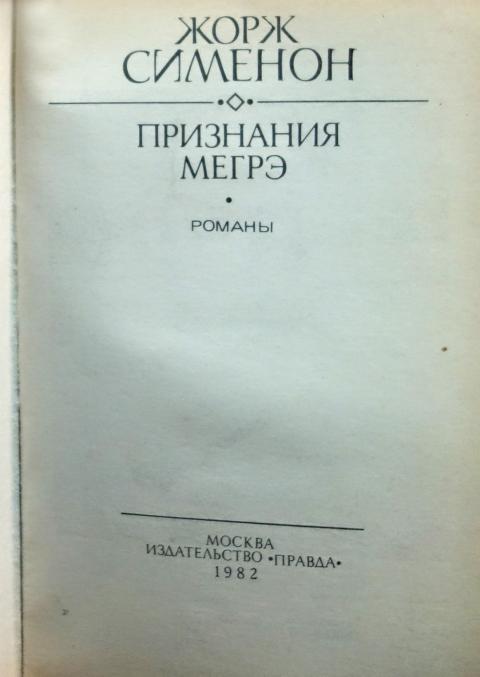 ЖОРЖ
СИМЕНОН
ПРИЗНАНИЯ
МЕГРЭ
РОМАНЫ
МОСКВА
ИЗДАТЕЛЬСТВО «ПРАВДА»
1982